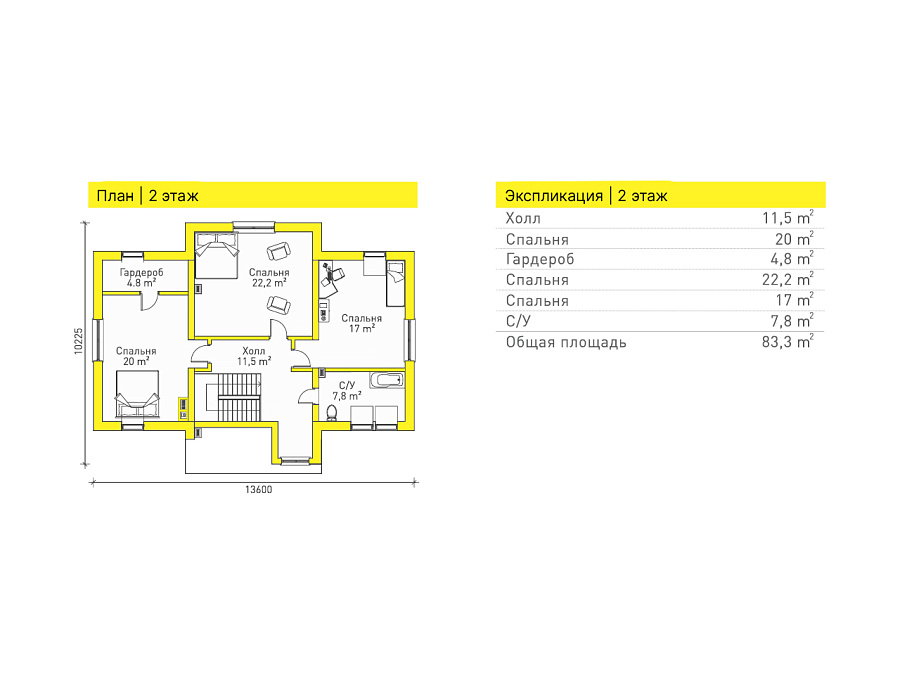 План | 2 этаж
Гардероб
4.8 m²
Спальня
22,2 m²
Спальня
17 m²
Спальня
20 m²
Холл
11,5 m²
С/У
7,8 m²
10225
13600
Экспликация | 2 этаж
Холл 11,5 m²
Спальня 20 m²
Гардероб 4,8 m²
Спальня 22,2 m²
Спальня 17 m²
С/У 7,8 m²
Общая площадь 83,3 m²